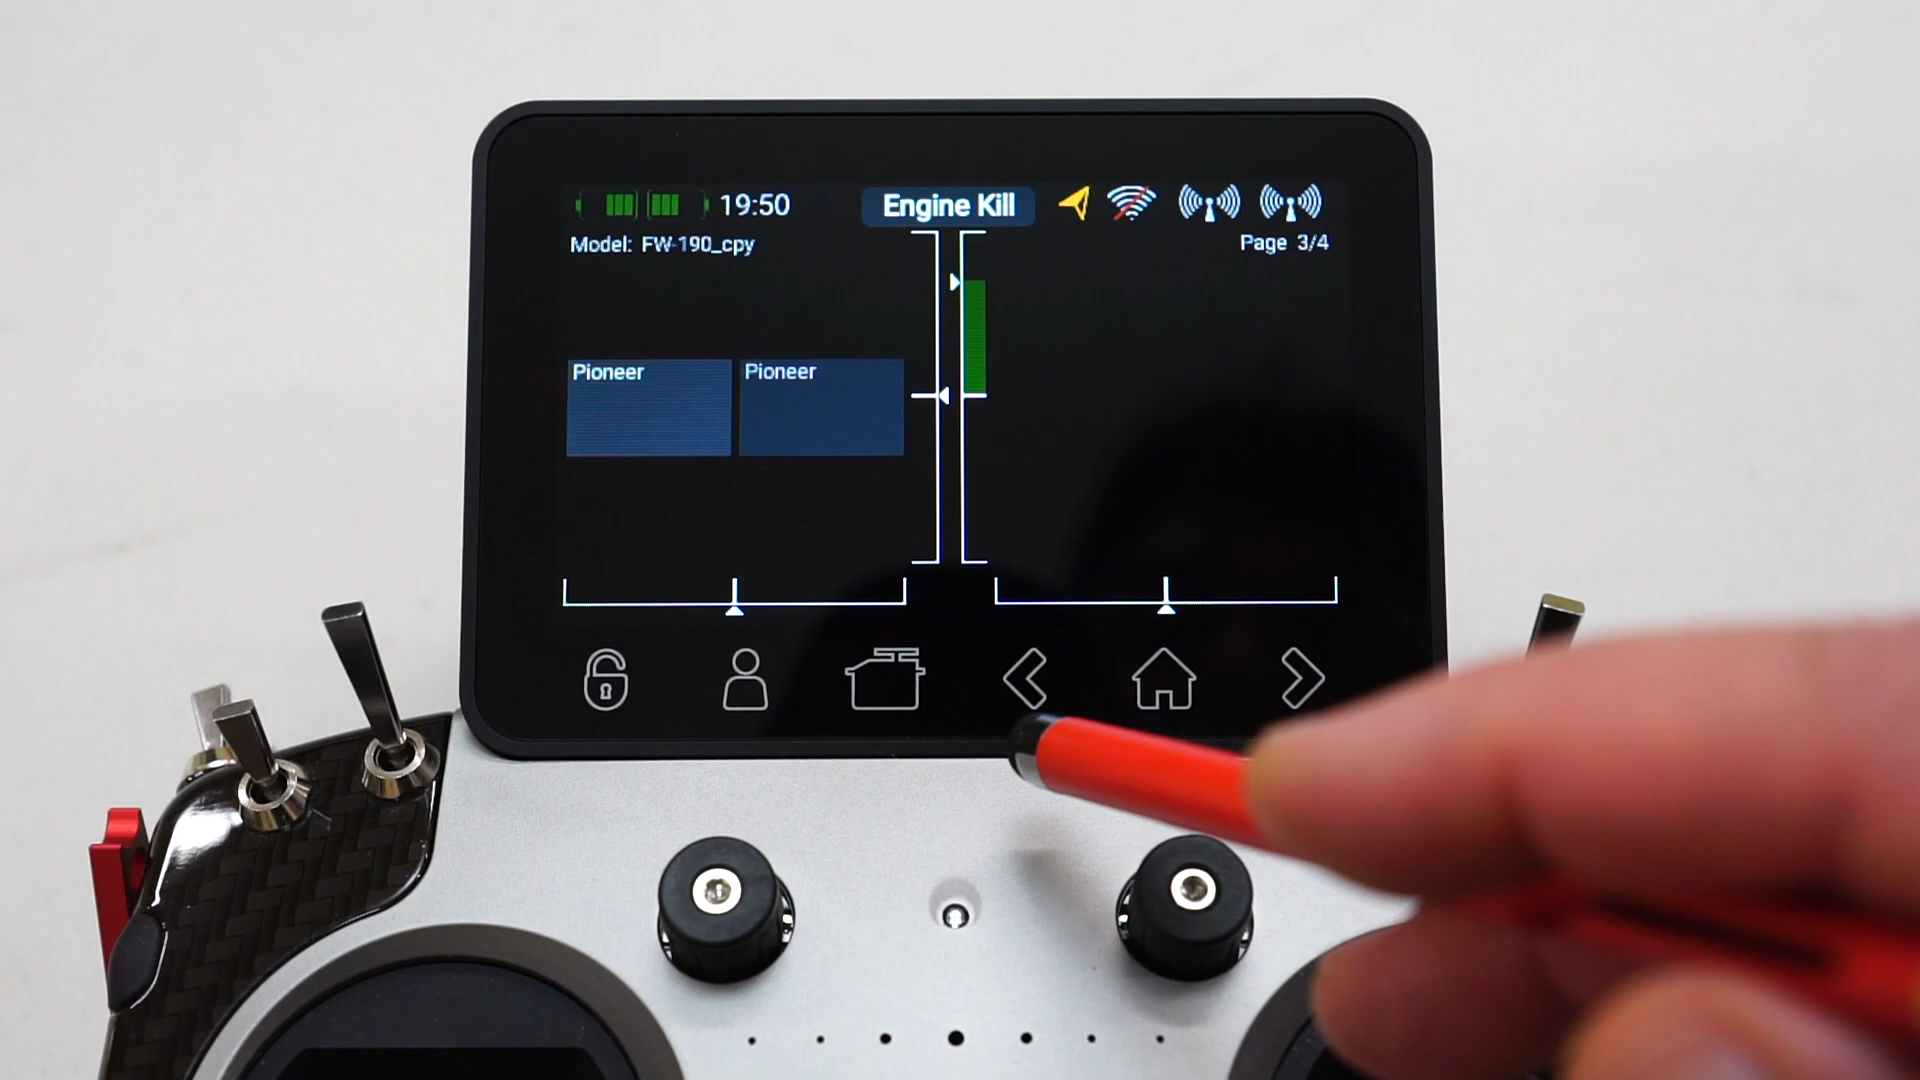 19:50 Engine Kill
Model: FW-190_cpy Page 3/4
Pioneer Pioneer